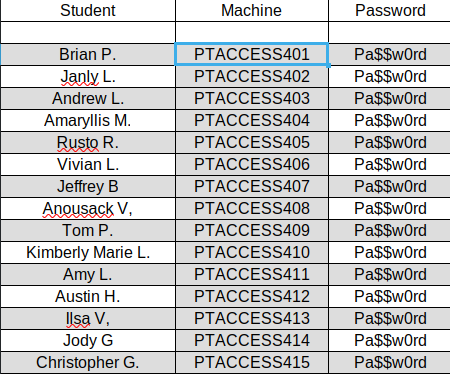 Student Machine Password
Brian P. PTACCESS401 Pa$$w0rd
Janly L. PTACCESS402 Pa$$w0rd
Andrew L. PTACCESS403 Pa$$w0rd
Amaryllis M. PTACCESS404 Pa$$w0rd
Rusto R. PTACCESS405 Pa$$w0rd
Vivian L. PTACCESS406 Pa$$w0rd
Jeffrey B PTACCESS407 Pa$$w0rd
Anousack V, PTACCESS408 Pa$$w0rd
Tom P. PTACCESS409 Pa$$w0rd
Kimberly Marie L. PTACCESS410 Pa$$w0rd
Amy L. PTACCESS411 Pa$$w0rd
Austin H. PTACCESS412 Pa$$w0rd
Ilsa V, PTACCESS413 Pa$$w0rd
Jody G PTACCESS414 Pa$$w0rd
Christopher G. PTACCESS415 Pa$$w0rd